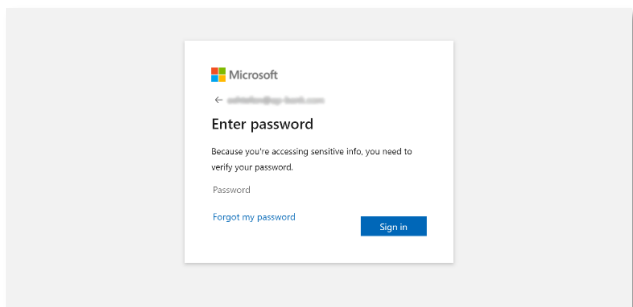 Microsoft
Enter password
Because you're accessing sensitive info, you need to
verify your password.
Password
Forgot my password
Sign in